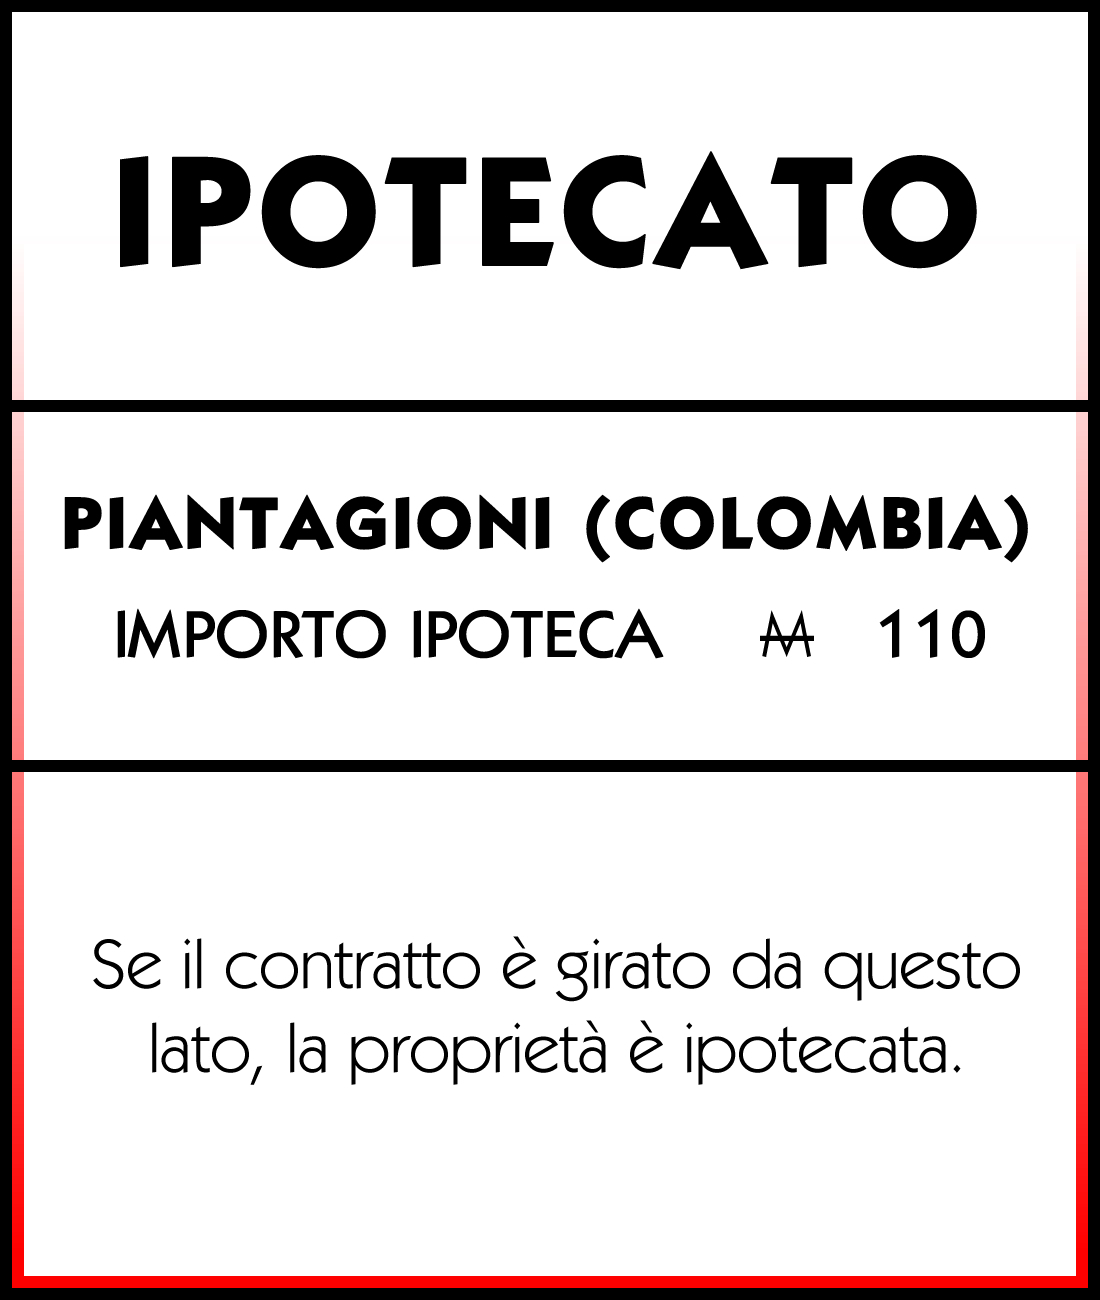 IPOTECATO
PIANTAGIONI (COLOMBIA)
IMPORTO IPOTECA M 110
Se il contratto è girato da questo
lato, la proprietà è ipotecata.